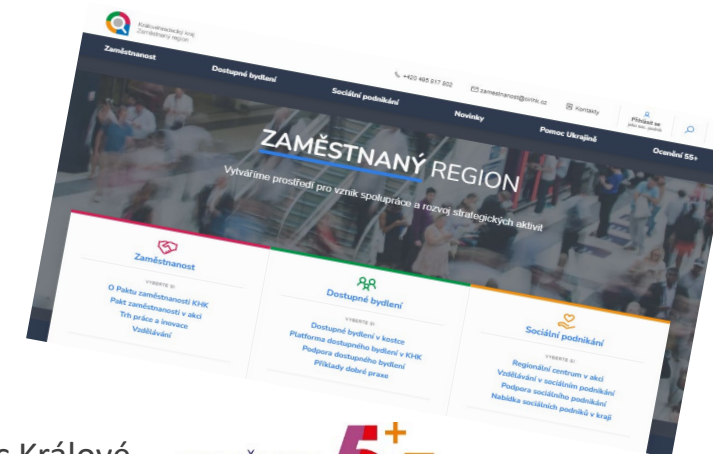 Královéhradecký kraj
Zaměstnaný region
+420 495 817 802
zamestnanost@cirihk.cz
Kontakty
Přihlásit se
jako soc. podnik
Zaměstnanost
Dostupné bydlení
Sociální podnikání
Novinky
Pomoc Ukrajině
Ocenění 55+
ZAMĚSTNANÝ REGION
Vytváříme prostředí pro vznik spolupráce a rozvoj strategických aktivit
Zaměstnanost
VYBERTE SI
O Paktu zaměstnanosti KHK
Pakt zaměstnanosti v akci
Trh práce a inovace
Vzdělávání
Dostupné bydlení
VYBERTE SI
Dostupné bydlení v kostce
Platforma dostupného bydlení v KHK
Podpora dostupného bydlení
Příklady dobré praxe
Sociální podnikání
VYBERTE SI
Regionální centrum v akci
Vzdělávání v sociálním podnikání
Podpora sociálního podnikání
Nabídka sociálních podniků v kraji
c Králové